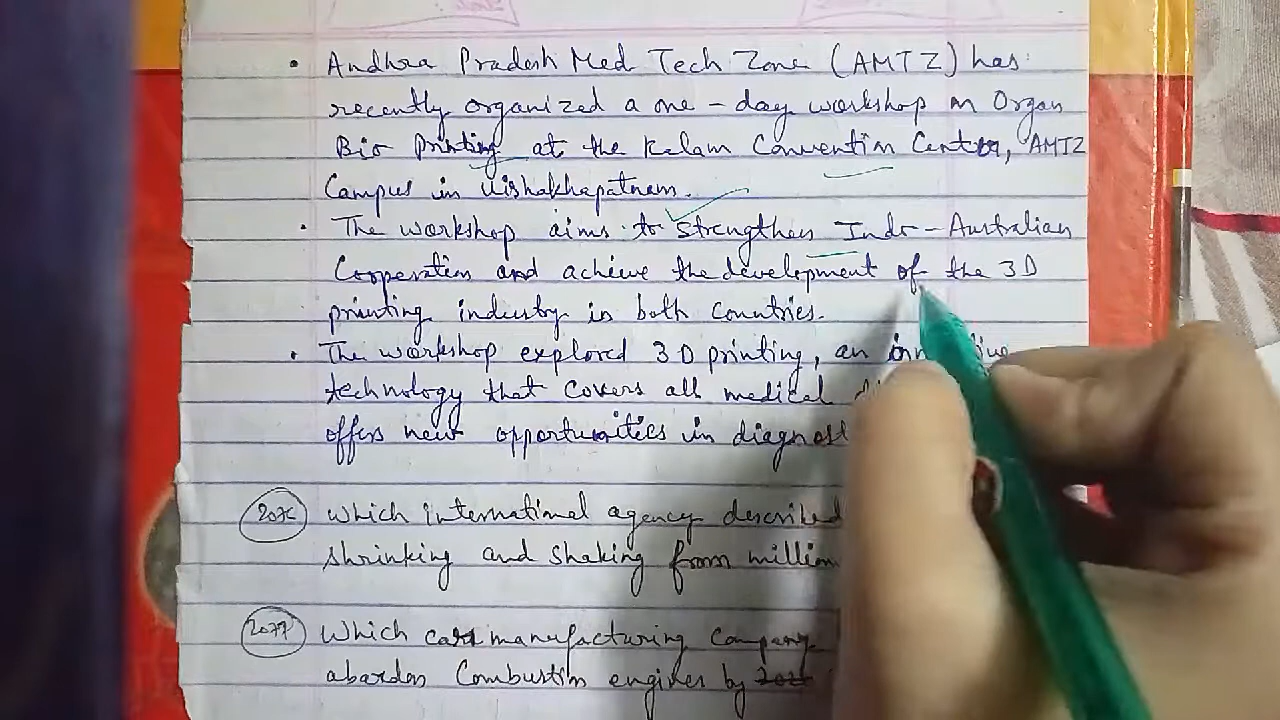 • Andhra Pradesh Med Tech Zone (AMTZ) has
recently organized a one - day workshop on Organ
Bio Printing at the Kalam Convention Center, AMTZ
Campus in Vishakhapatnam.
• The workshop aims to strengthen Indo - Australian
Cooperation and achieve the development of the 3D
printing industry in both Countries.
• The workshop explored 3D printing, an
technology that covers all medical
offers new opportunities in
2076 Which international agency described
shrinking and shaking from
2077 Which car manufacturing Company
abandon Combustion engines by